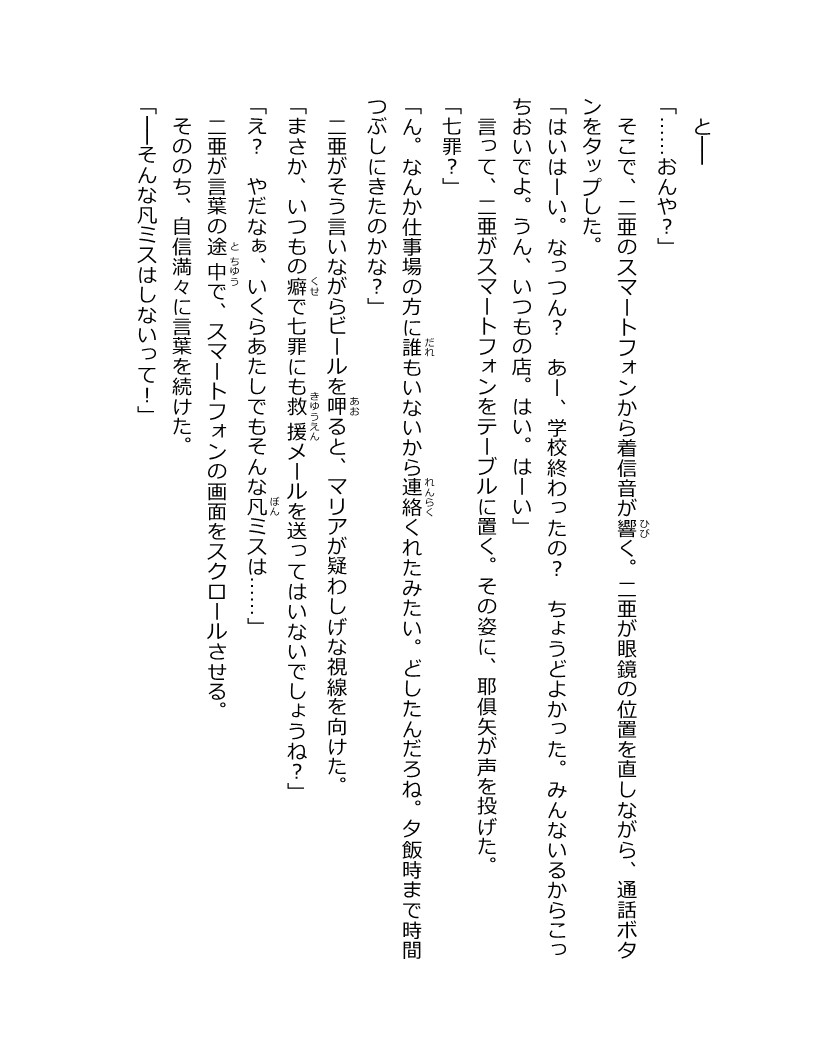 と──
「……おんや？」
　そこで、二亜のスマートフォンから着信音が響く。二亜が眼鏡の位置を直しながら、通話ボタ
ンをタップした。
「はいはーい。なっつん？　あー、学校終わったの？　ちょうどよかった。みんないるからこっ
ちおいでよ。うん、いつもの店。はい。はーい」
　言って、二亜がスマートフォンをテーブルに置く。その姿に、耶倶矢が声を投げた。
「七罪？」
「ん。なんか仕事場の方に誰もいないから連絡くれたみたい。どしたんだろね。夕飯時まで時間
つぶしにきたのかな？」
　二亜がそう言いながらビールを呷ると、マリアが疑わしげな視線を向けた。
「まさか、いつもの癖で七罪にも救援メールを送ってはいないでしょうね？」
「え？　やだなぁ、いくらあたしでもそんな凡ミスは……」
　二亜が言葉の途中で、スマートフォンの画面をスクロールさせる。
　そののち、自信満々に言葉を続けた。
「──そんな凡ミスはしないって！」